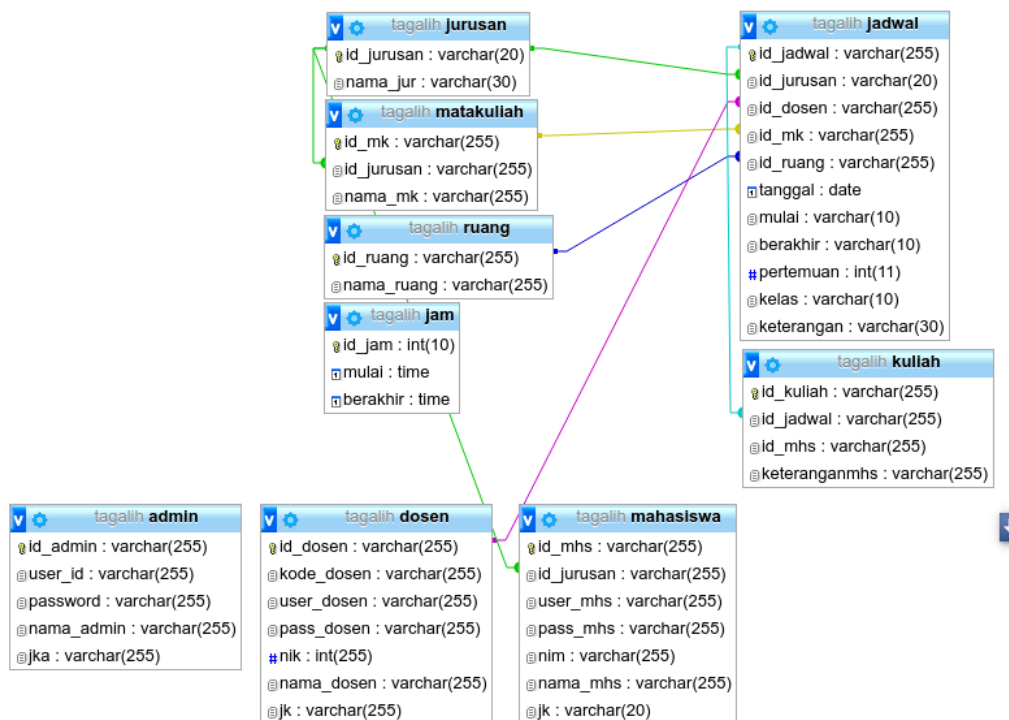 tagalih jurusan
id_jurusan : varchar(20)
nama_jur : varchar(30)
tagalih matakuliah
id_mk : varchar(255)
id_jurusan : varchar(255)
nama_mk : varchar(255)
tagalih ruang
id_ruang : varchar(255)
nama_ruang : varchar(255)
tagalih jam
id_jam : int(10)
mulai : time
berakhir : time
tagalih jadwal
id_jadwal : varchar(255)
id_jurusan : varchar(20)
id_dosen : varchar(255)
id_mk : varchar(255)
id_ruang : varchar(255)
tanggal : date
mulai : varchar(10)
berakhir : varchar(10)
pertemuan : int(11)
kelas : varchar(10)
keterangan : varchar(30)
tagalih kuliah
id_kuliah : varchar(255)
id_jadwal : varchar(255)
id_mhs : varchar(255)
keteranganmhs : varchar(255)
tagalih admin
id_admin : varchar(255)
user_id : varchar(255)
password : varchar(255)
nama_admin : varchar(255)
jka : varchar(255)
tagalih dosen
id_dosen : varchar(255)
kode_dosen : varchar(255)
user_dosen : varchar(255)
pass_dosen : varchar(255)
nik : int(255)
nama_dosen : varchar(255)
jk : varchar(255)
tagalih mahasiswa
id_mhs : varchar(255)
id_jurusan : varchar(255)
user_mhs : varchar(255)
pass_mhs : varchar(255)
nim : varchar(255)
nama_mhs : varchar(255)
jk : varchar(20)